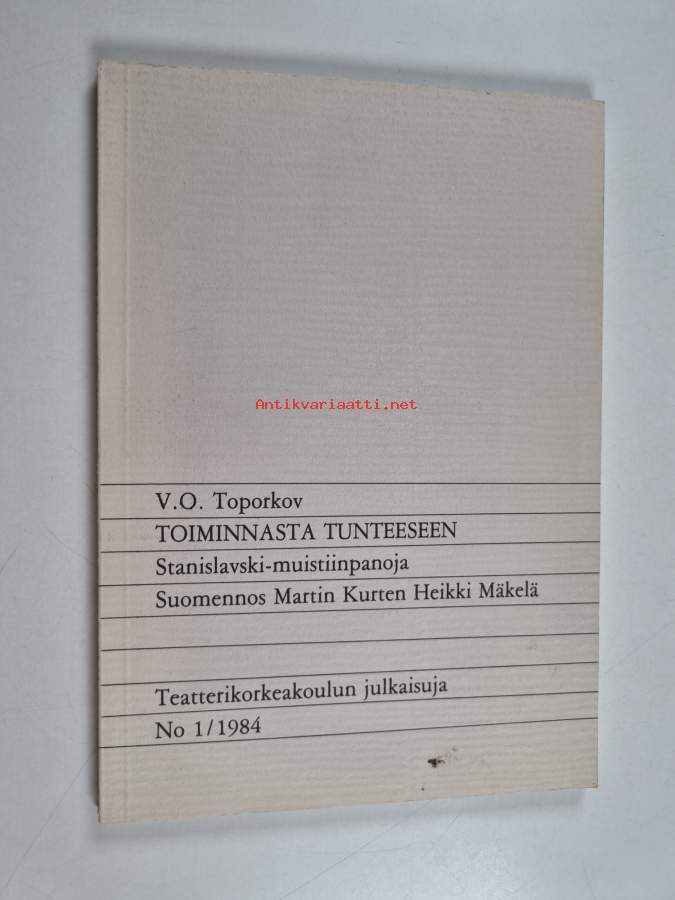 Antikvariaatti.net
V.O. Toporkov
TOIMINNASTA TUNTEESEEN
Stanislavski-muistiinpanoja
Suomennos Martin Kurten Heikki Mäkelä
Teatterikorkeakoulun julkaisuja
No 1/1984